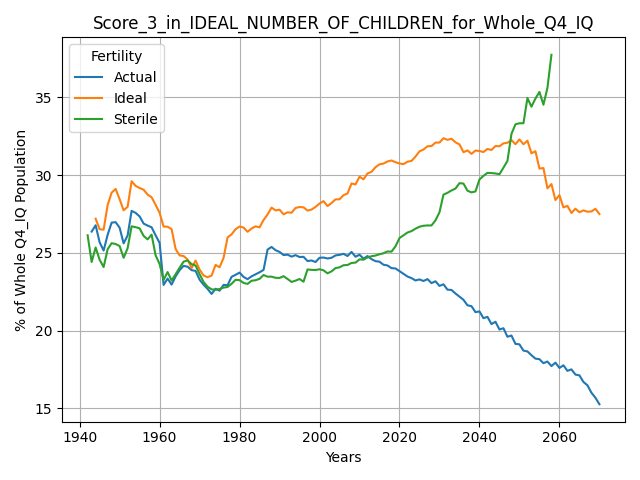 Score_3_in_IDEAL_NUMBER_OF_CHILDREN_for_Whole_Q4_IQ
Fertility
Actual
Ideal
Sterile
% of Whole Q4_IQ Population
35
30
25
20
15
1940
1960
1980
2000
2020
2040
2060
Years